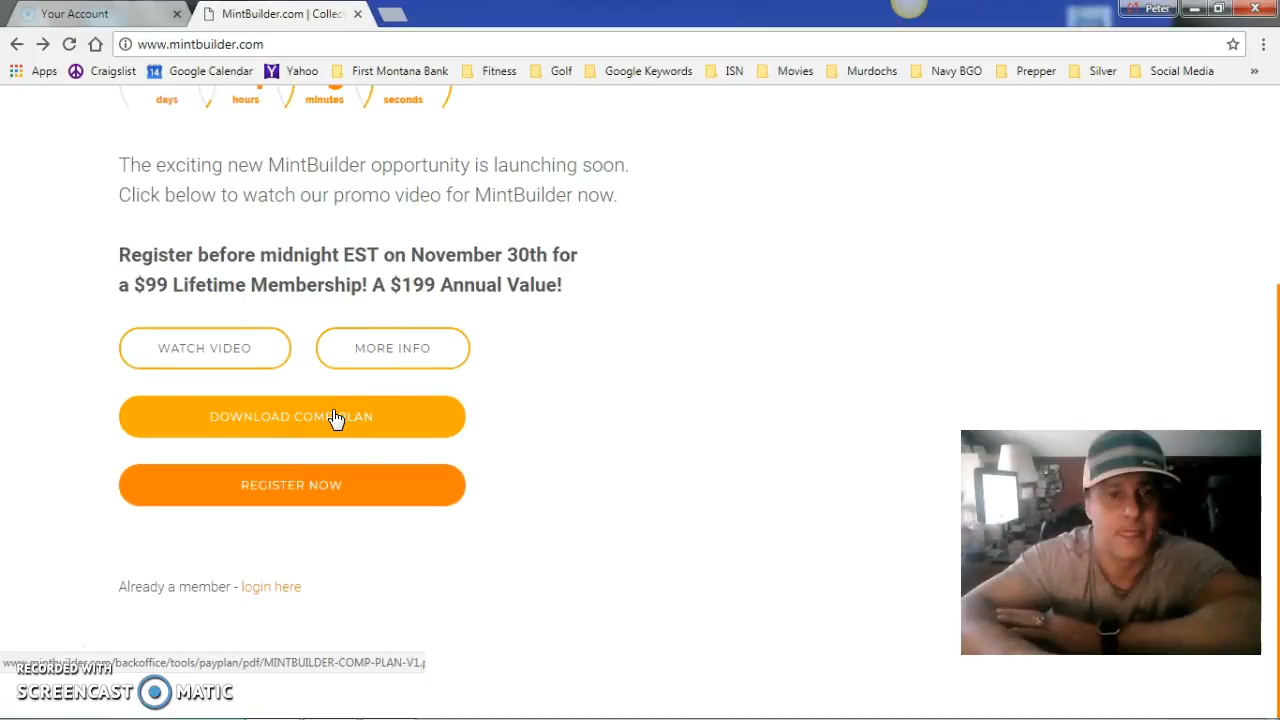 Your Account
MintBuilder.com | Collec
Peter
www.mintbuilder.com
Apps Craigslist 14 Google Calendar Yahoo First Montana Bank Fitness Golf Google Keywords ISN Movies Murdochs Navy BGO Prepper Silver Social Media »
days hours minutes seconds
The exciting new MintBuilder opportunity is launching soon.
Click below to watch our promo video for MintBuilder now.
Register before midnight EST on November 30th for
a $99 Lifetime Membership! A $199 Annual Value!
WATCH VIDEO MORE INFO
DOWNLOAD COMP PLAN
REGISTER NOW
Already a member - login here
www.mintbuilder.com/backoffice/tools/payplan/pdf/MINTBUILDER-COMP-PLAN-V1.p
RECORDED WITH
SCREENCAST MATIC